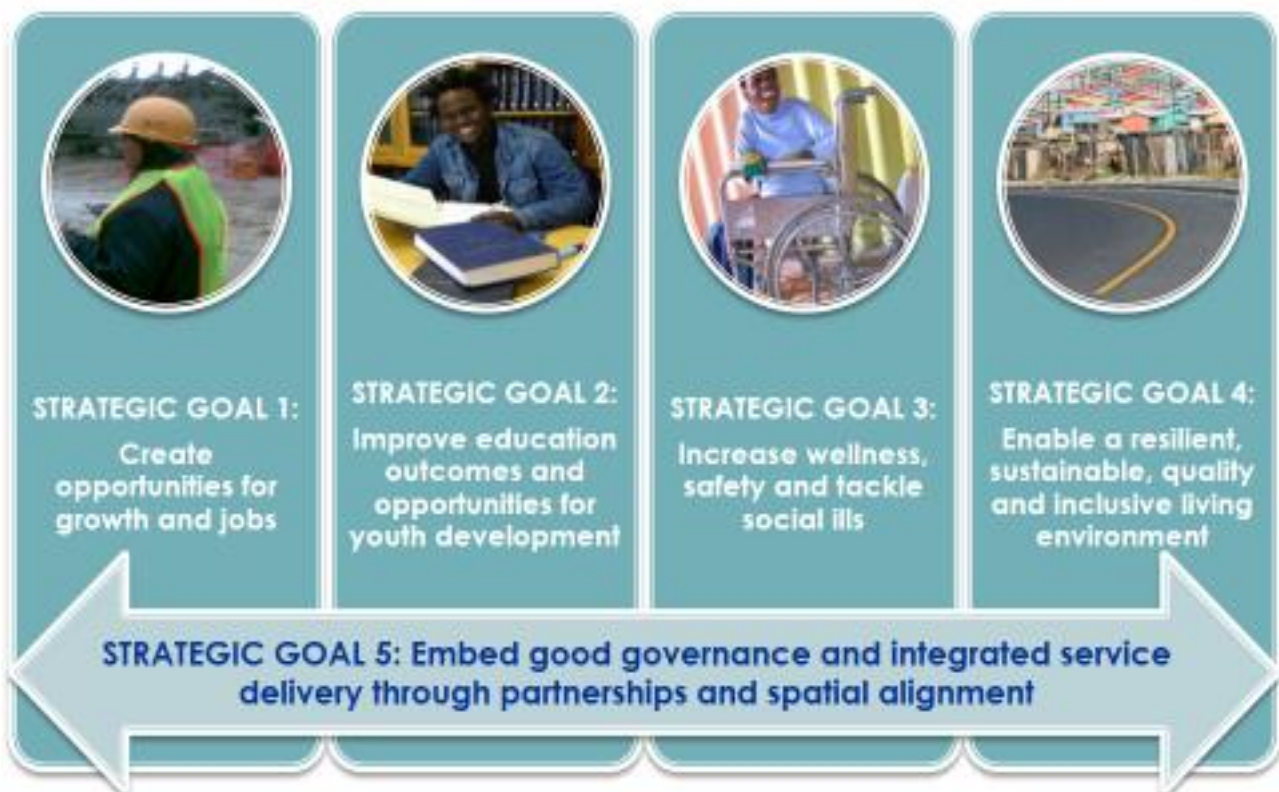 STRATEGIC GOAL 1:
Create
opportunities for
growth and jobs
STRATEGIC GOAL 2:
Improve education
outcomes and
opportunities for
youth development
STRATEGIC GOAL 3:
Increase wellness,
safety and tackle
social ills
STRATEGIC GOAL 4:
Enable a resilient,
sustainable, quality
and inclusive living
environment
STRATEGIC GOAL 5: Embed good governance and integrated service
delivery through partnerships and spatial alignment